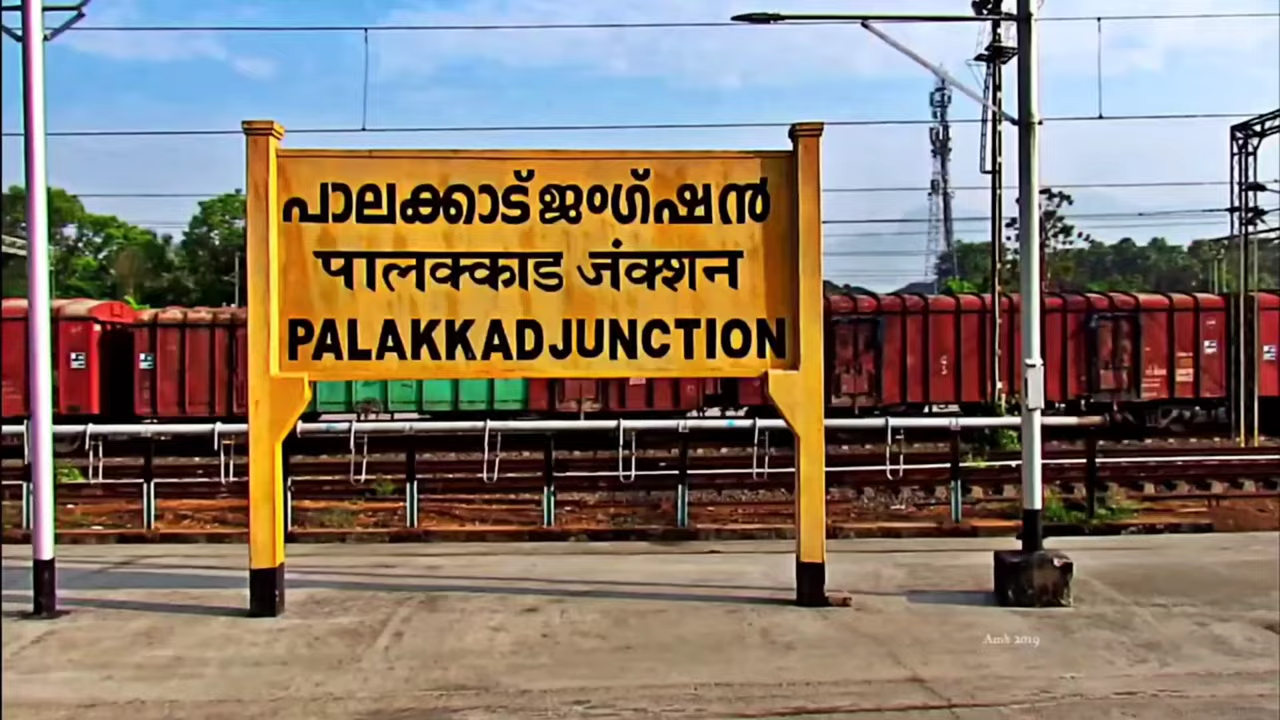 പാലക്കാട് ജംഗ്ഷൻ
पालक्काड जंक्शन
PALAKKAD JUNCTION
Amb 2019